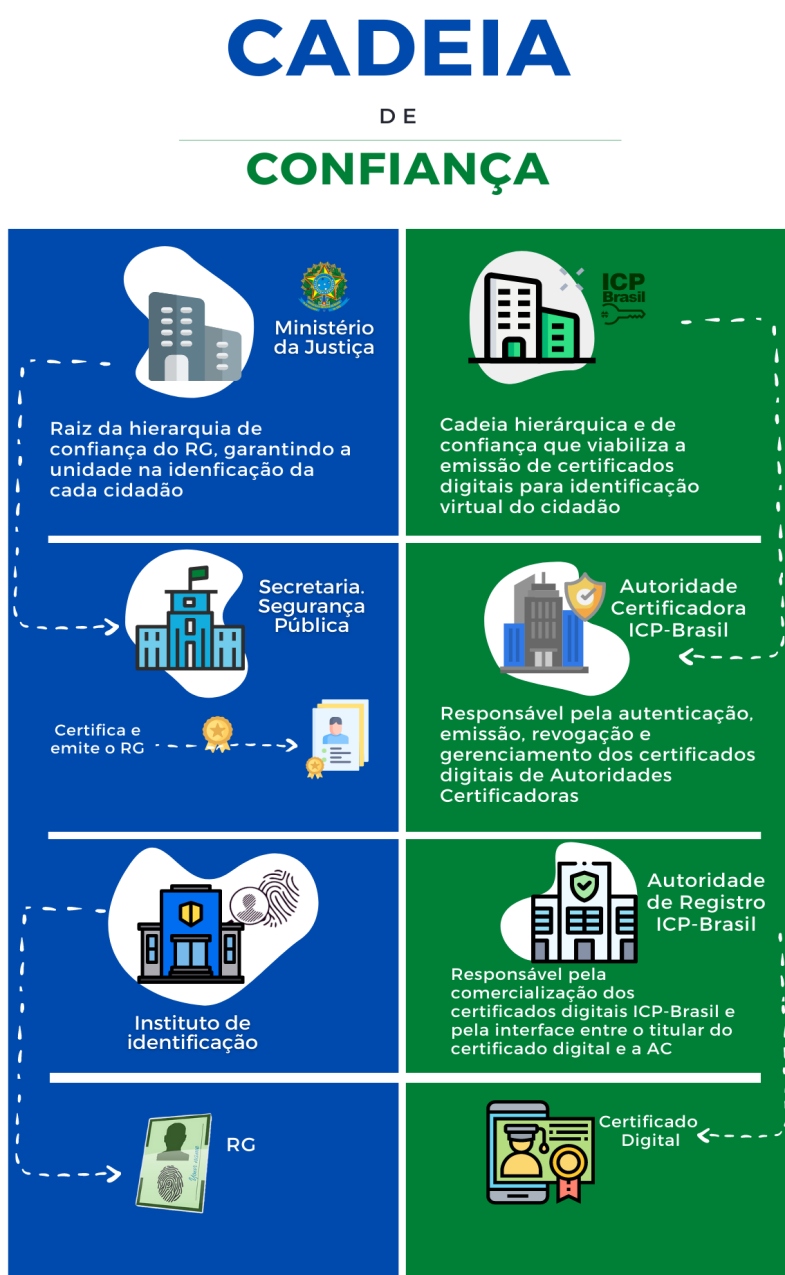 CADEIA
DE
CONFIANÇA
Ministério
da Justiça
Raiz da hierarquia de
confiança do RG, garantindo a
unidade na idenficação da
cada cidadão
ICP
Brasil
Cadeia hierárquica e de
confiança que viabiliza a
emissão de certificados
digitais para identificação
virtual do cidadão
Secretaria.
Segurança
Pública
Certifica e
emite o RG
Autoridade
Certificadora
ICP-Brasil
Responsável pela autenticação,
emissão, revogação e
gerenciamento dos certificados
digitais de Autoridades
Certificadoras
Instituto de
identificação
Autoridade
de Registro
ICP-Brasil
Responsável pela
comercialização dos
certificados digitais ICP-Brasil e
pela interface entre o titular do
certificado digital e a AC
RG
Certificado
Digital